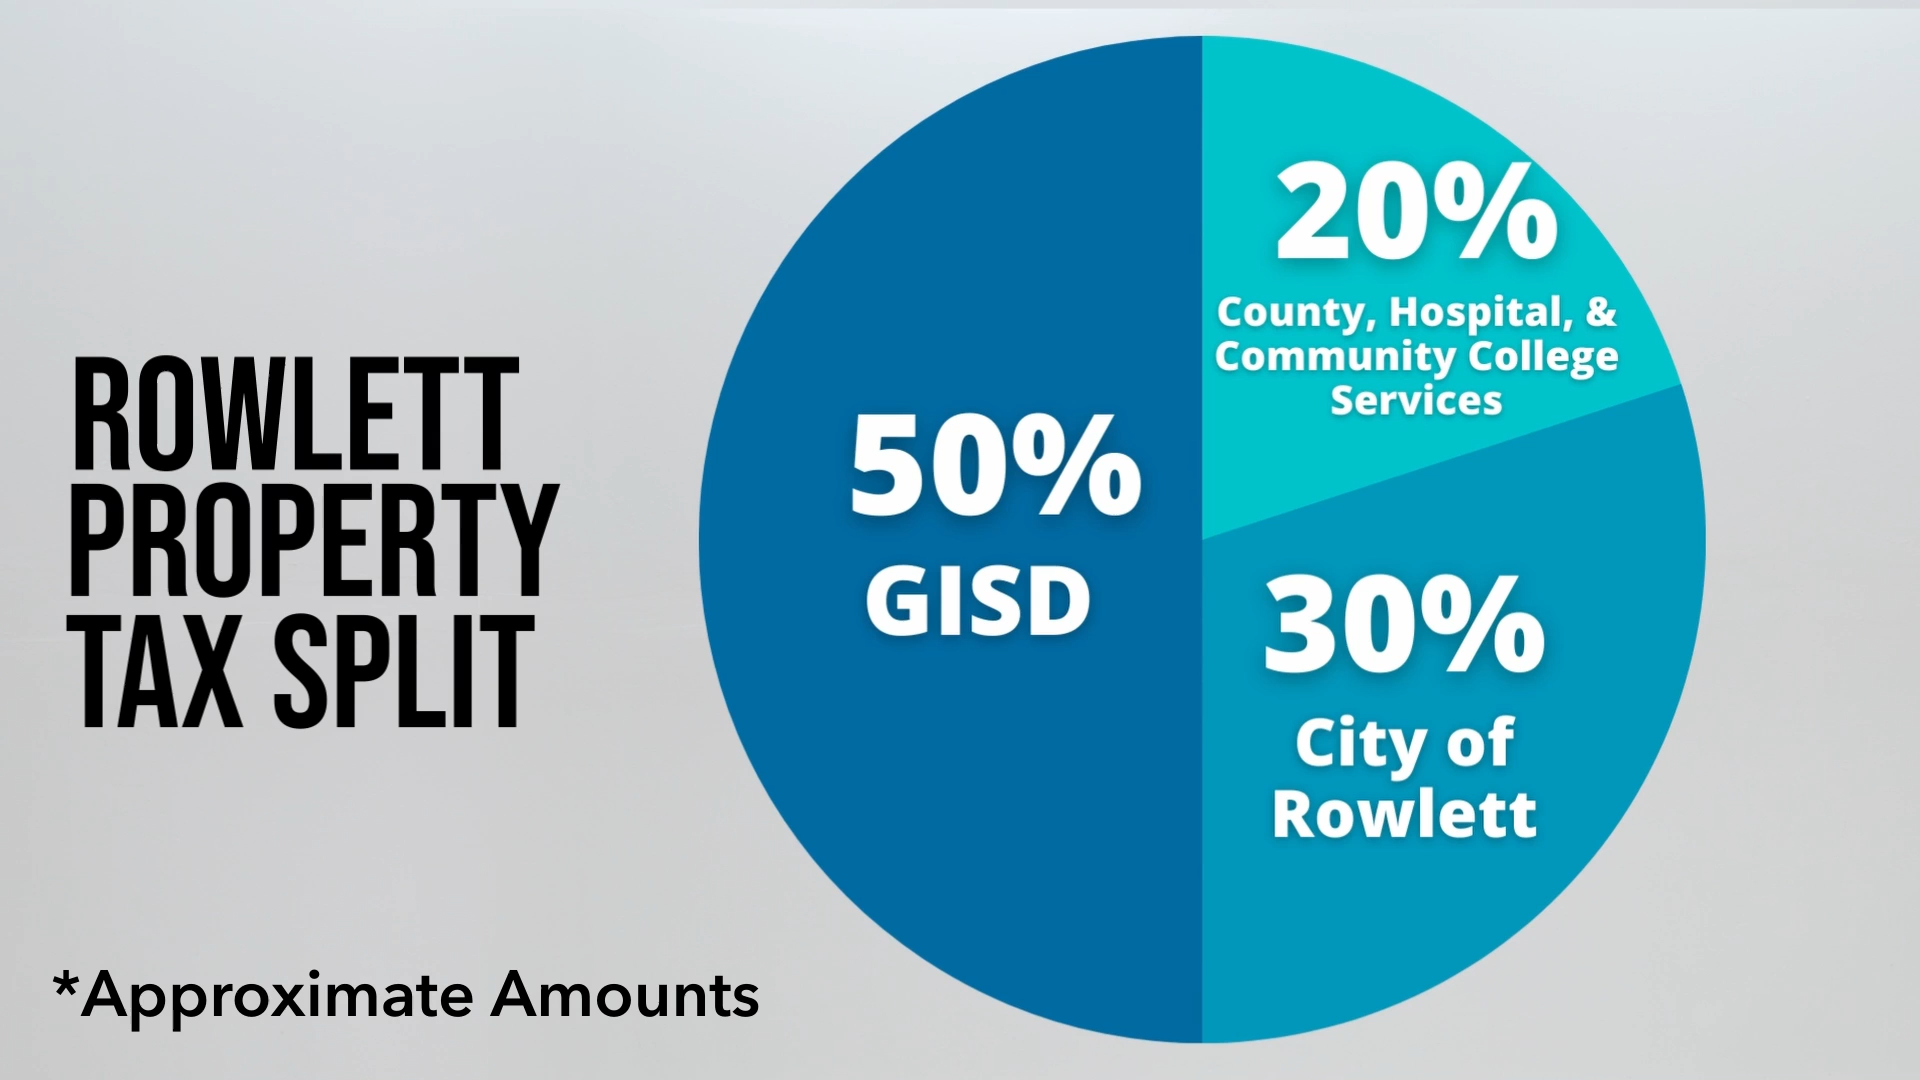 ROWLETT
PROPERTY
TAX SPLIT
*Approximate Amounts
50%
GISD
20%
County, Hospital, &
Community College
Services
30%
City of
Rowlett